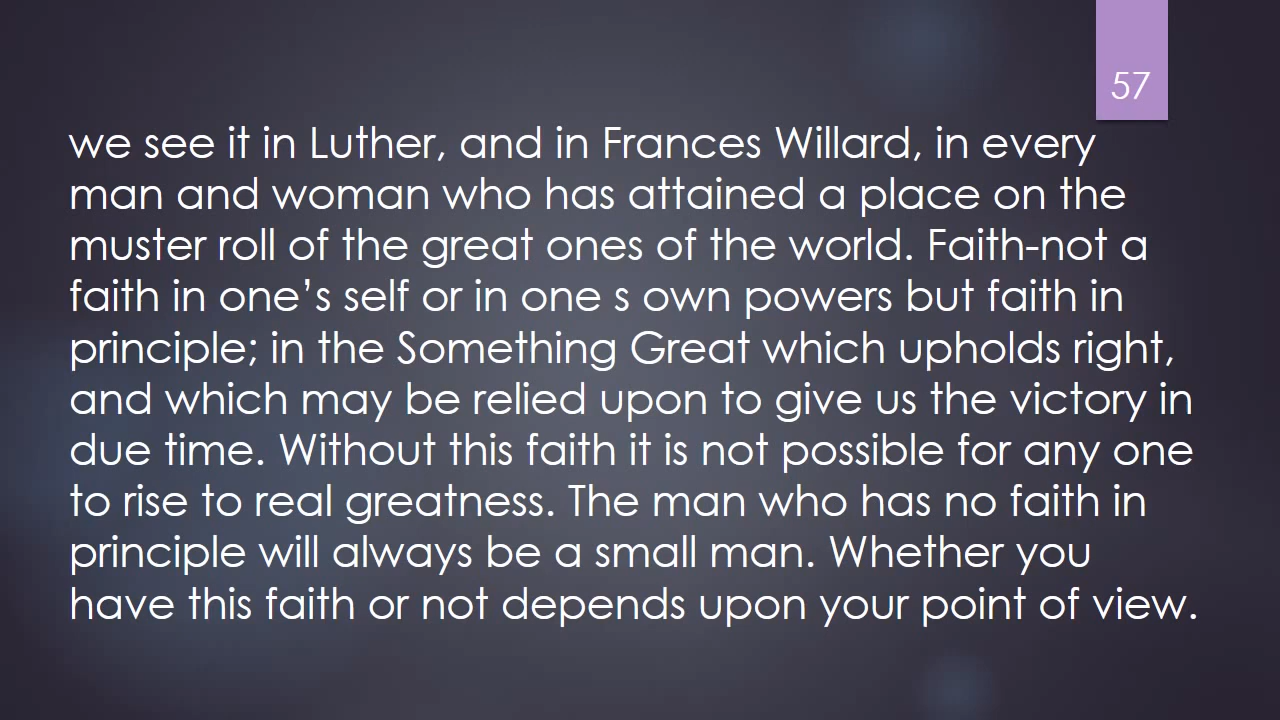 57
we see it in Luther, and in Frances Willard, in every
man and woman who has attained a place on the
muster roll of the great ones of the world. Faith-not a
faith in one’s self or in one s own powers but faith in
principle; in the Something Great which upholds right,
and which may be relied upon to give us the victory in
due time. Without this faith it is not possible for any one
to rise to real greatness. The man who has no faith in
principle will always be a small man. Whether you
have this faith or not depends upon your point of view.